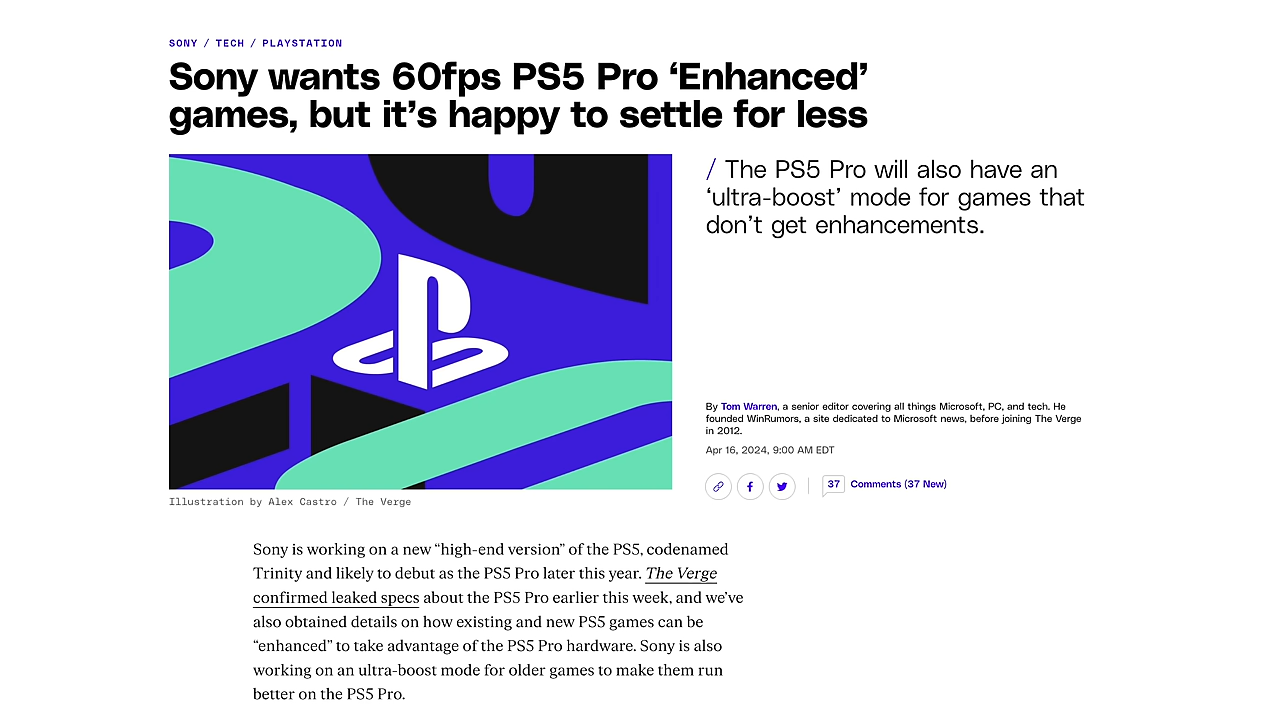 SONY / TECH / PLAYSTATION
Sony wants 60fps PS5 Pro ‘Enhanced’
games, but it’s happy to settle for less
/ The PS5 Pro will also have an
‘ultra-boost’ mode for games that
don’t get enhancements.
By Tom Warren, a senior editor covering all things Microsoft, PC, and tech. He
founded WinRumors, a site dedicated to Microsoft news, before joining The Verge
in 2012.
Apr 16, 2024, 9:00 AM EDT
37 Comments (37 New)
Illustration by Alex Castro / The Verge
Sony is working on a new “high-end version” of the PS5, codenamed
Trinity and likely to debut as the PS5 Pro later this year. The Verge
confirmed leaked specs about the PS5 Pro earlier this week, and we’ve
also obtained details on how existing and new PS5 games can be
“enhanced” to take advantage of the PS5 Pro hardware. Sony is also
working on an ultra-boost mode for older games to make them run
better on the PS5 Pro.